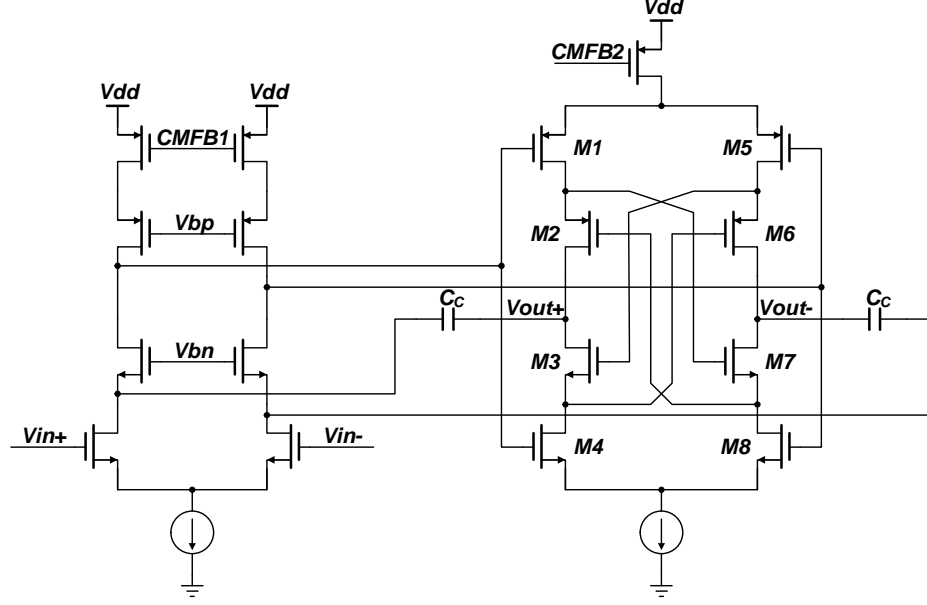 Vdd
CMFB2
Vdd
Vdd
CMFB1
M1
M5
Vbp
M2
M6
CC
Vout+
Vout-
CC
Vbn
M3
M7
Vin+
Vin-
M4
M8